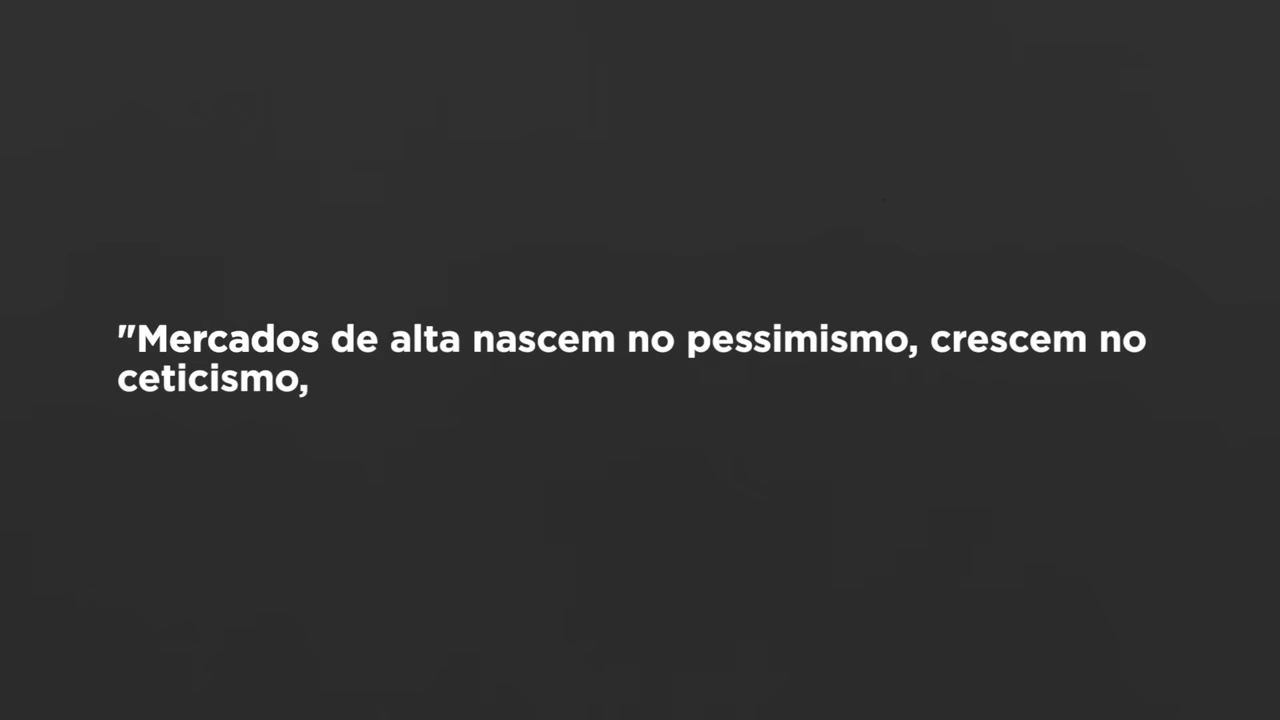 "Mercados de alta nascem no pessimismo, crescem no
ceticismo,